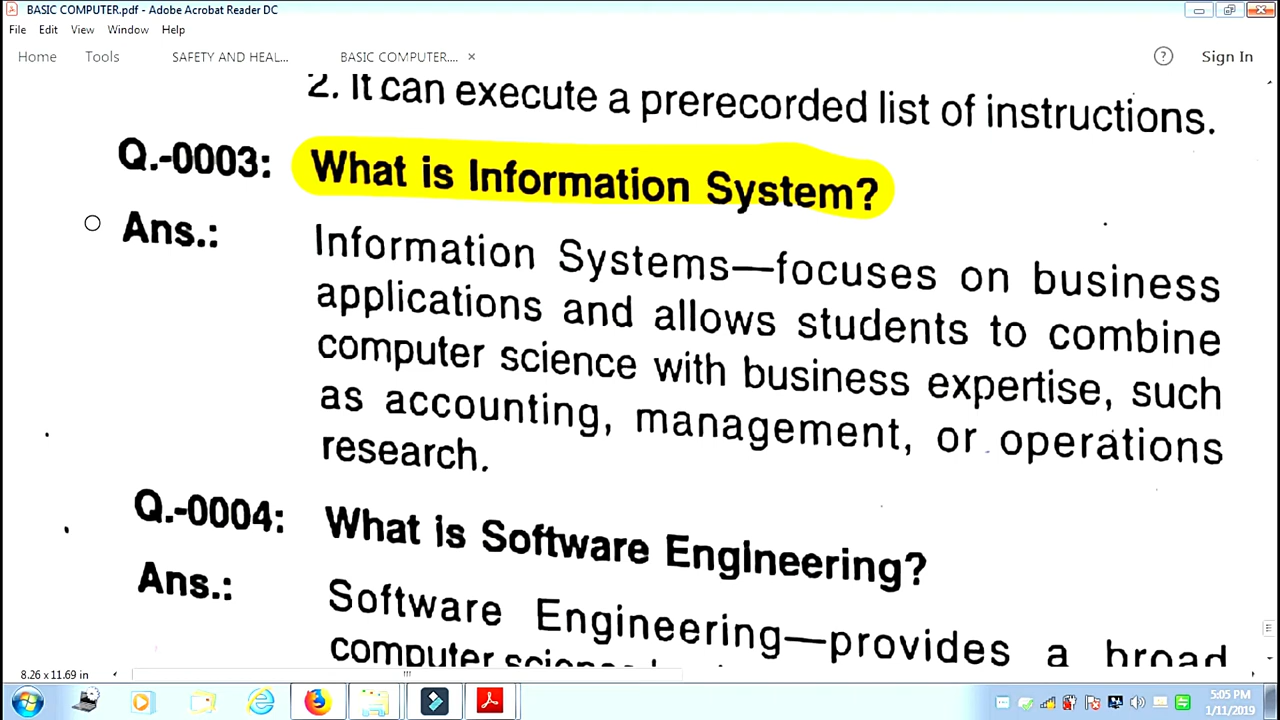 BASIC COMPUTER.pdf - Adobe Acrobat Reader DC
File Edit View Window Help
Home Tools SAFETY AND HEAL... BASIC COMPUTER.... × ? Sign In
2. It can execute a prerecorded list of instructions.
Q.-0003: What is Information System?
Ans.: Information Systems—focuses on business
applications and allows students to combine
computer science with business expertise, such
as accounting, management, or operations
research.
Q.-0004: What is Software Engineering?
Ans.: Software Engineering—provides a broad
computer science
8.26 x 11.69 in
5:05 PM
1/11/2019